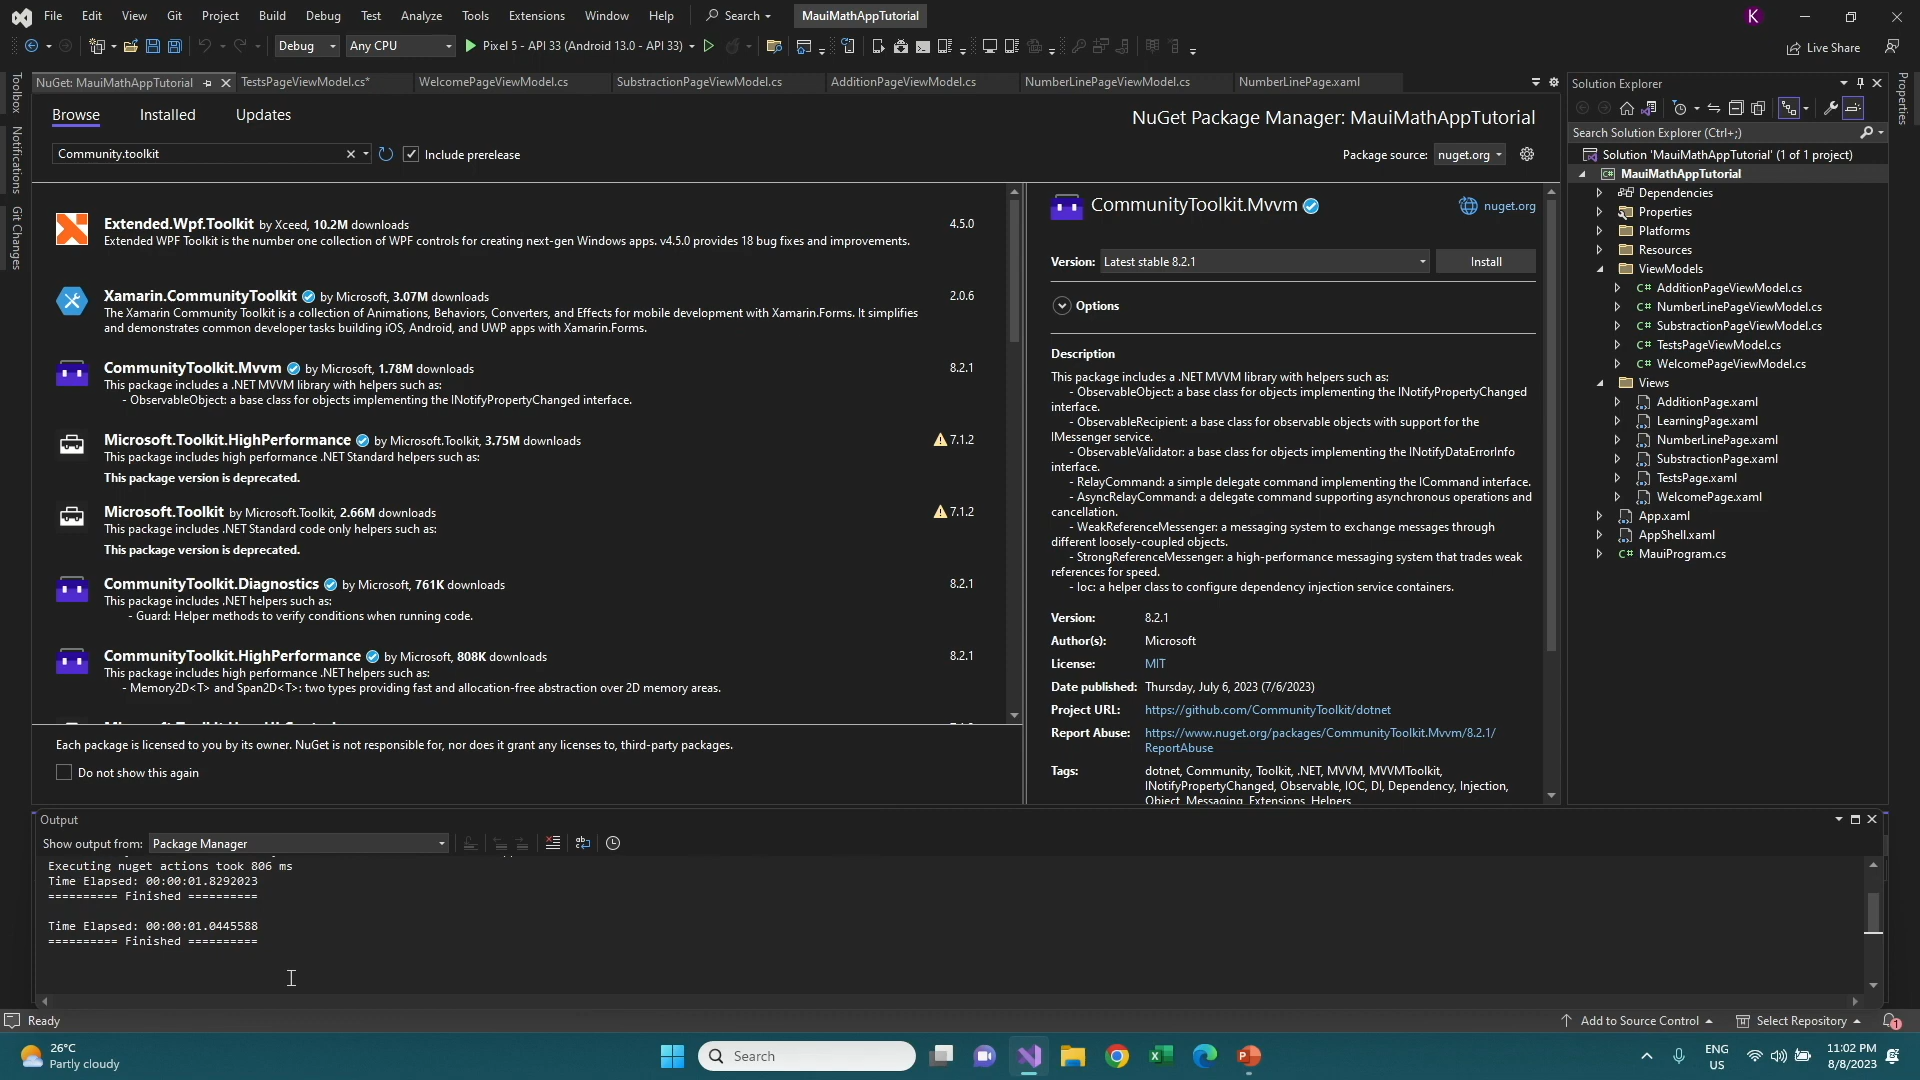 File Edit View Git Project Build Debug Test Analyze Tools Extensions Window Help Search MauiMathAppTutorial K
Debug Any CPU Pixel 5 - API 33 (Android 13.0 - API 33) Live Share
NuGet: MauiMathAppTutorial TestsPageViewModel.cs* WelcomePageViewModel.cs SubstractionPageViewModel.cs AdditionPageViewModel.cs NumberLinePageViewModel.cs NumberLinePage.xaml
Toolbox
Notifications
Git Changes
Browse Installed Updates
NuGet Package Manager: MauiMathAppTutorial
Community.toolkit
Include prerelease
Package source: nuget.org
Extended.Wpf.Toolkit by Xceed, 10.2M downloads 4.5.0
Extended WPF Toolkit is the number one collection of WPF controls for creating next-gen Windows apps. v4.5.0 provides 18 bug fixes and improvements.
Xamarin.CommunityToolkit by Microsoft, 3.07M downloads 2.0.6
The Xamarin Community Toolkit is a collection of Animations, Behaviors, Converters, and Effects for mobile development with Xamarin.Forms. It simplifies
and demonstrates common developer tasks building iOS, Android, and UWP apps with Xamarin.Forms.
CommunityToolkit.Mvvm by Microsoft, 1.78M downloads 8.2.1
This package includes a .NET MVVM library with helpers such as:
- ObservableObject: a base class for objects implementing the INotifyPropertyChanged interface.
Microsoft.Toolkit.HighPerformance by Microsoft.Toolkit, 3.75M downloads 7.1.2
This package includes high performance .NET Standard helpers such as:
This package version is deprecated.
Microsoft.Toolkit by Microsoft.Toolkit, 2.66M downloads 7.1.2
This package includes .NET Standard code only helpers such as:
This package version is deprecated.
CommunityToolkit.Diagnostics by Microsoft, 761K downloads 8.2.1
This package includes .NET helpers such as:
- Guard: Helper methods to verify conditions when running code.
CommunityToolkit.HighPerformance by Microsoft, 808K downloads 8.2.1
This package includes high performance .NET helpers such as:
- Memory2D<T> and Span2D<T>: two types providing fast and allocation-free abstraction over 2D memory areas.
Each package is licensed to you by its owner. NuGet is not responsible for, nor does it grant any licenses to, third-party packages.
Do not show this again
CommunityToolkit.Mvvm nuget.org
Version: Latest stable 8.2.1 Install
Options
Description
This package includes a .NET MVVM library with helpers such as:
- ObservableObject: a base class for objects implementing the INotifyPropertyChanged
interface.
- ObservableRecipient: a base class for observable objects with support for the
IMessenger service.
- ObservableValidator: a base class for objects implementing the INotifyDataErrorInfo
interface.
- RelayCommand: a simple delegate command implementing the ICommand interface.
- AsyncRelayCommand: a delegate command supporting asynchronous operations and
cancellation.
- WeakReferenceMessenger: a messaging system to exchange messages through
different loosely-coupled objects.
- StrongReferenceMessenger: a high-performance messaging system that trades weak
references for speed.
- Ioc: a helper class to configure dependency injection service containers.
Version: 8.2.1
Author(s): Microsoft
License: MIT
Date published: Thursday, July 6, 2023 (7/6/2023)
Project URL: https://github.com/CommunityToolkit/dotnet
Report Abuse: https://www.nuget.org/packages/CommunityToolkit.Mvvm/8.2.1/
ReportAbuse
Tags: dotnet, Community, Toolkit, .NET, MVVM, MVVMToolkit,
INotifyPropertyChanged, Observable, IOC, DI, Dependency, Injection,
Object, Messaging, Extensions, Helpers
Solution Explorer
Search Solution Explorer (Ctrl+;)
Solution 'MauiMathAppTutorial' (1 of 1 project)
C# MauiMathAppTutorial
Dependencies
Properties
Platforms
Resources
ViewModels
C# AdditionPageViewModel.cs
C# NumberLinePageViewModel.cs
C# SubstractionPageViewModel.cs
C# TestsPageViewModel.cs
C# WelcomePageViewModel.cs
Views
AdditionPage.xaml
LearningPage.xaml
NumberLinePage.xaml
SubstractionPage.xaml
TestsPage.xaml
WelcomePage.xaml
App.xaml
AppShell.xaml
C# MauiProgram.cs
Properties
Output
Show output from: Package Manager
Executing nuget actions took 806 ms
Time Elapsed: 00:00:01.8292023
========== Finished ==========
Time Elapsed: 00:00:01.0445588
========== Finished ==========
Ready
Add to Source Control Select Repository 1
26°C
Partly cloudy
Search
ENG
US
11:02 PM
8/8/2023